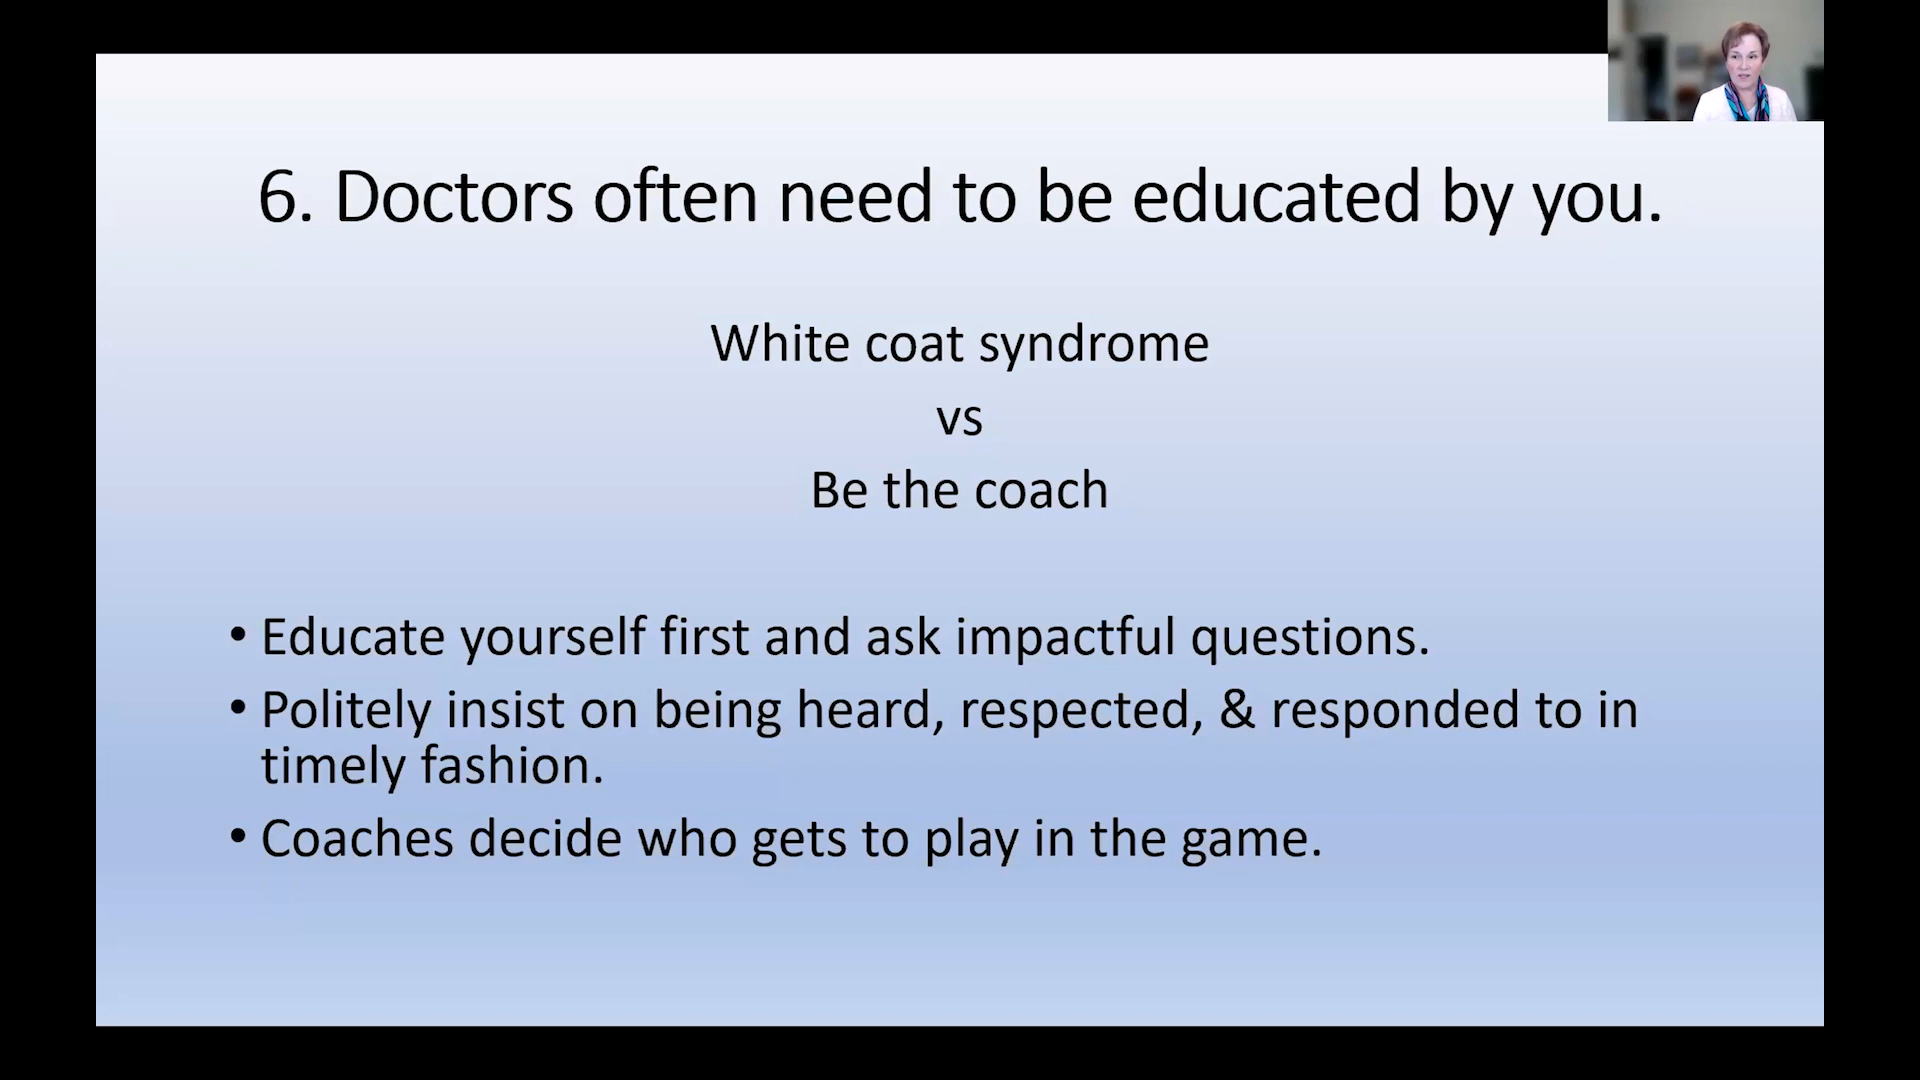 6. Doctors often need to be educated by you.
White coat syndrome
vs
Be the coach
• Educate yourself first and ask impactful questions.
• Politely insist on being heard, respected, & responded to in
timely fashion.
• Coaches decide who gets to play in the game.